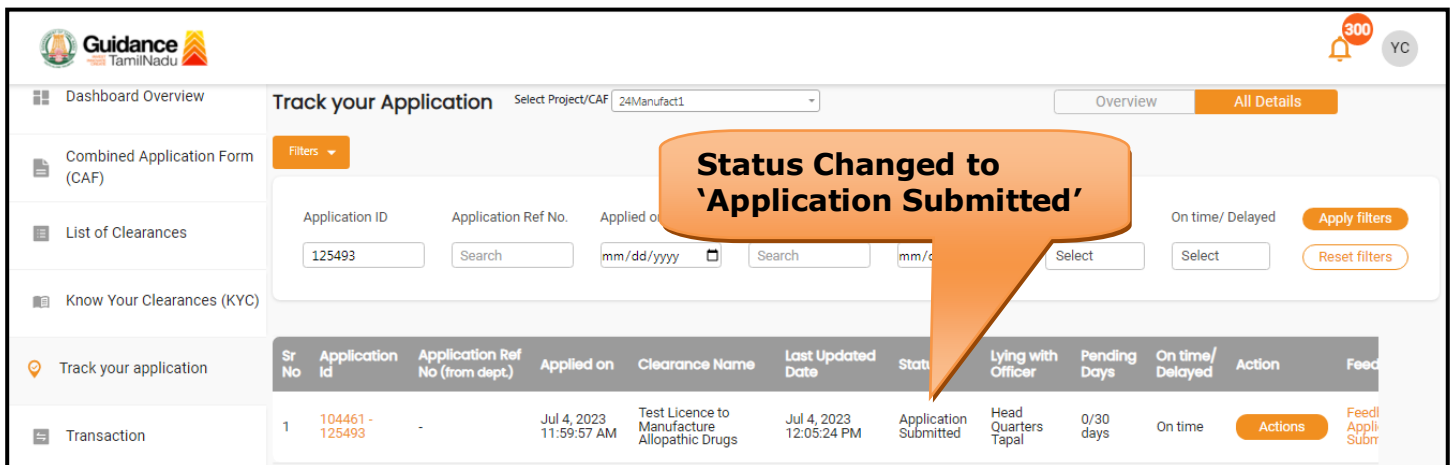 Guidance
TamilNadu
300
YC
Dashboard Overview
Track your Application
Select Project/CAF
24Manufact1
Overview
All Details
Combined Application Form
(CAF)
Filters
Status Changed to
‘Application Submitted’
List of Clearances
Application ID
Application Ref No.
Applied
On time/ Delayed
Apply filters
125493
Search
mm/dd/yyyy
Search
Select
Select
Reset filters
Know Your Clearances (KYC)
Track your application
Sr
No
Application
Id
Application Ref
No (from dept.)
Applied on
Clearance Name
Last Updated
Date
Lying with
Officer
Pending
Days
On time/
Delayed
Action
Transaction
1
104461 -
125493
-
Jul 4, 2023
11:59:57 AM
Test Licence to
Manufacture
Allopathic Drugs
Jul 4, 2023
12:05:24 PM
Application
Submitted
Head
Quarters
Tapal
0/30
days
On time
Actions